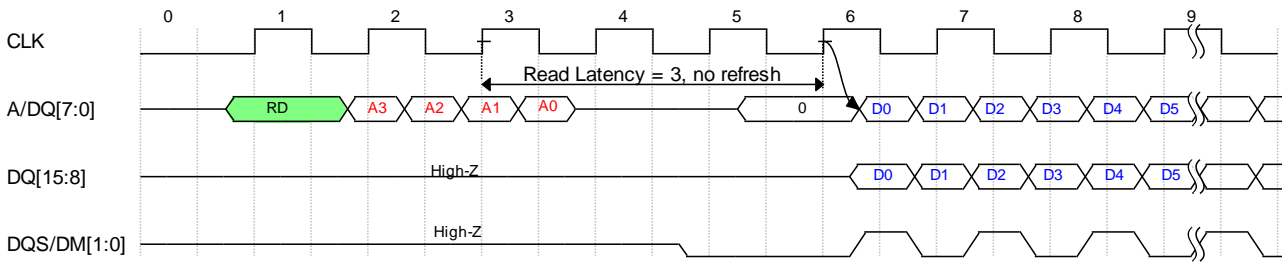 0 1 2 3 4 5 6 7 8 9
CLK
Read Latency = 3, no refresh
A/DQ[7:0] RD A3 A2 A1 A0 0 D0 D1 D2 D3 D4 D5
DQ[15:8] High-Z D0 D1 D2 D3 D4 D5
DQS/DM[1:0] High-Z